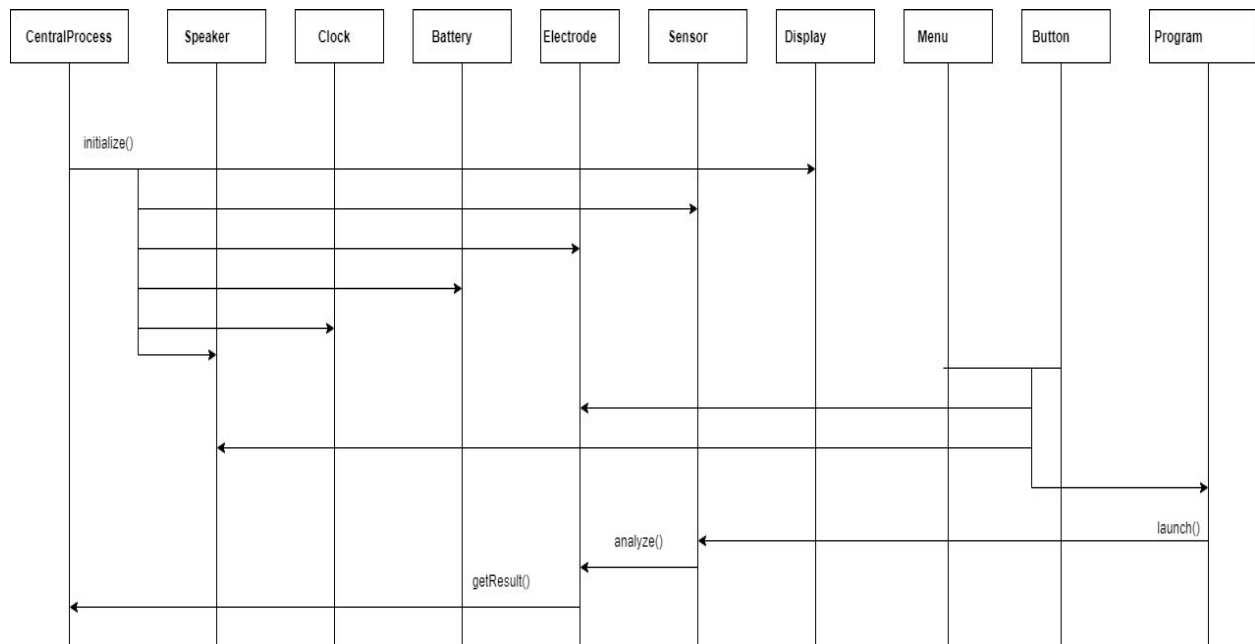 CentralProcess
Speaker
Clock
Battery
Electrode
Sensor
Display
Menu
Button
Program
initialize()
launch()
analyze()
getResult()